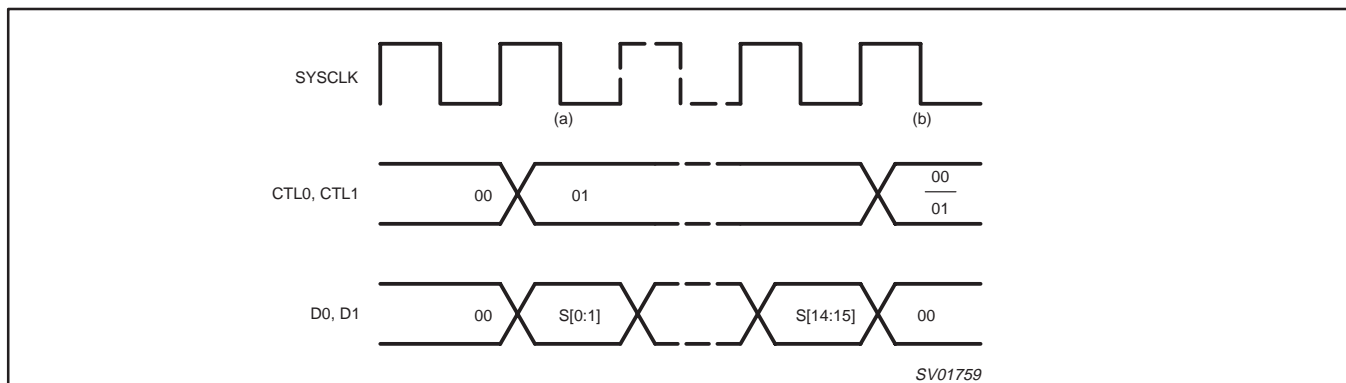 SYSCLK
(a)
(b)
CTL0, CTL1
00
01
00
01
D0, D1
00
S[0:1]
S[14:15]
00
SV01759